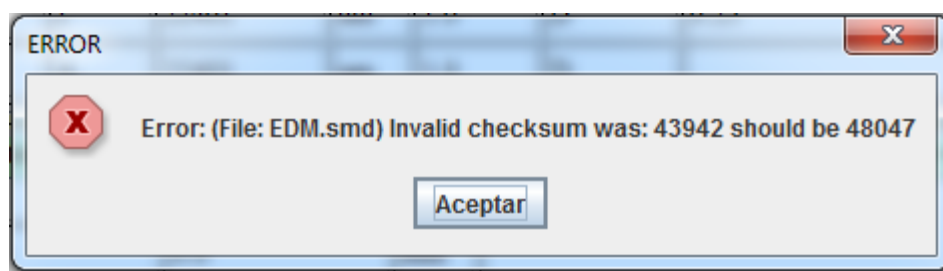 ERROR
Error: (File: EDM.smd) Invalid checksum was: 43942 should be 48047
Aceptar